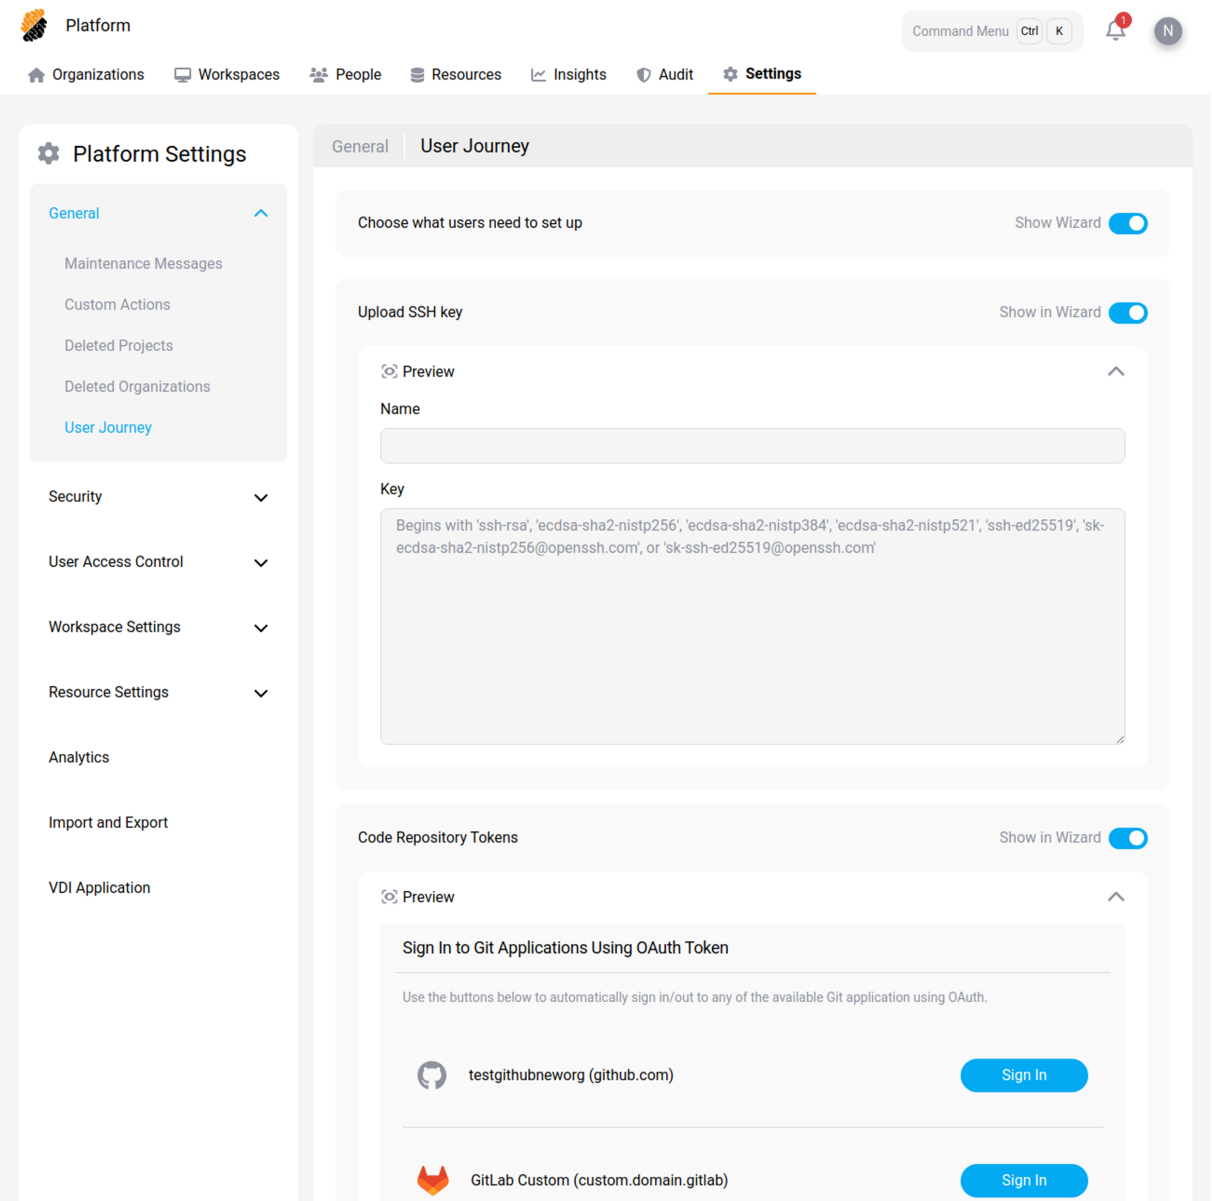 Platform
Command Menu Ctrl K
1
N
Organizations
Workspaces
People
Resources
Insights
Audit
Settings
Platform Settings
General
Maintenance Messages
Custom Actions
Deleted Projects
Deleted Organizations
User Journey
Security
User Access Control
Workspace Settings
Resource Settings
Analytics
Import and Export
VDI Application
General
User Journey
Choose what users need to set up
Show Wizard
Upload SSH key
Show in Wizard
Preview
Name
Key
Begins with 'ssh-rsa', 'ecdsa-sha2-nistp256', 'ecdsa-sha2-nistp384', 'ecdsa-sha2-nistp521', 'ssh-ed25519', 'sk-
ecdsa-sha2-nistp256@openssh.com', or 'sk-ssh-ed25519@openssh.com'
Code Repository Tokens
Show in Wizard
Preview
Sign In to Git Applications Using OAuth Token
Use the buttons below to automatically sign in/out to any of the available Git application using OAuth.
testgithubneworg (github.com)
Sign In
GitLab Custom (custom.domain.gitlab)
Sign In